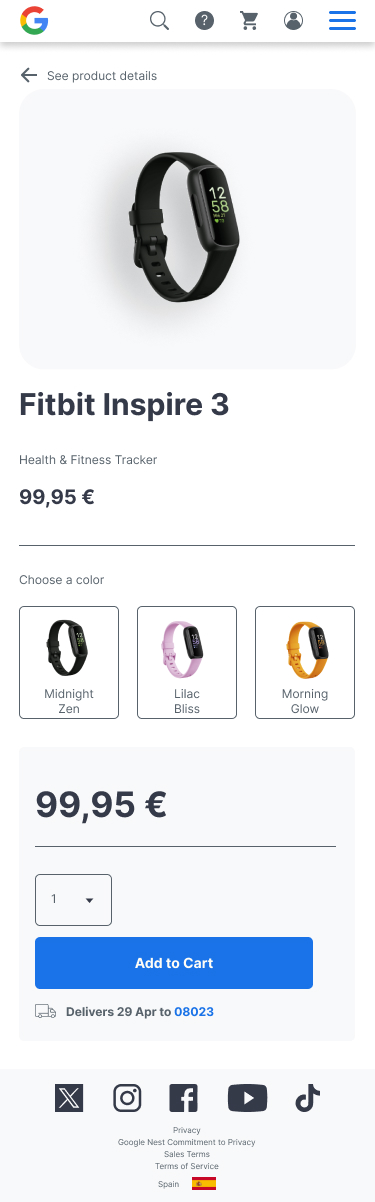 ?
See product details
12
58
Fitbit Inspire 3
Health & Fitness Tracker
99,95 €
Choose a color
Midnight
Zen
Lilac
Bliss
Morning
Glow
99,95 €
1
Add to Cart
Delivers 29 Apr to 08023
Privacy
Google Nest Commitment to Privacy
Sales Terms
Terms of Service
Spain